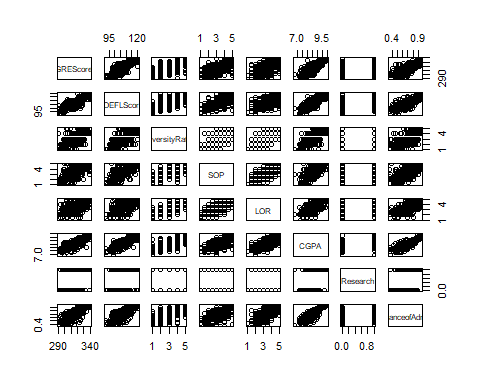 95 120 1 3 5 7.0 9.5 0.4 0.9
GREScore 290
95 OEFLScor
versityRa 1 4
1 4 SOP
LOR 1 4
7.0 CGPA
Research 0.0
0.4 anceofAdr
290 340 1 3 5 1 3 5 0.0 0.8